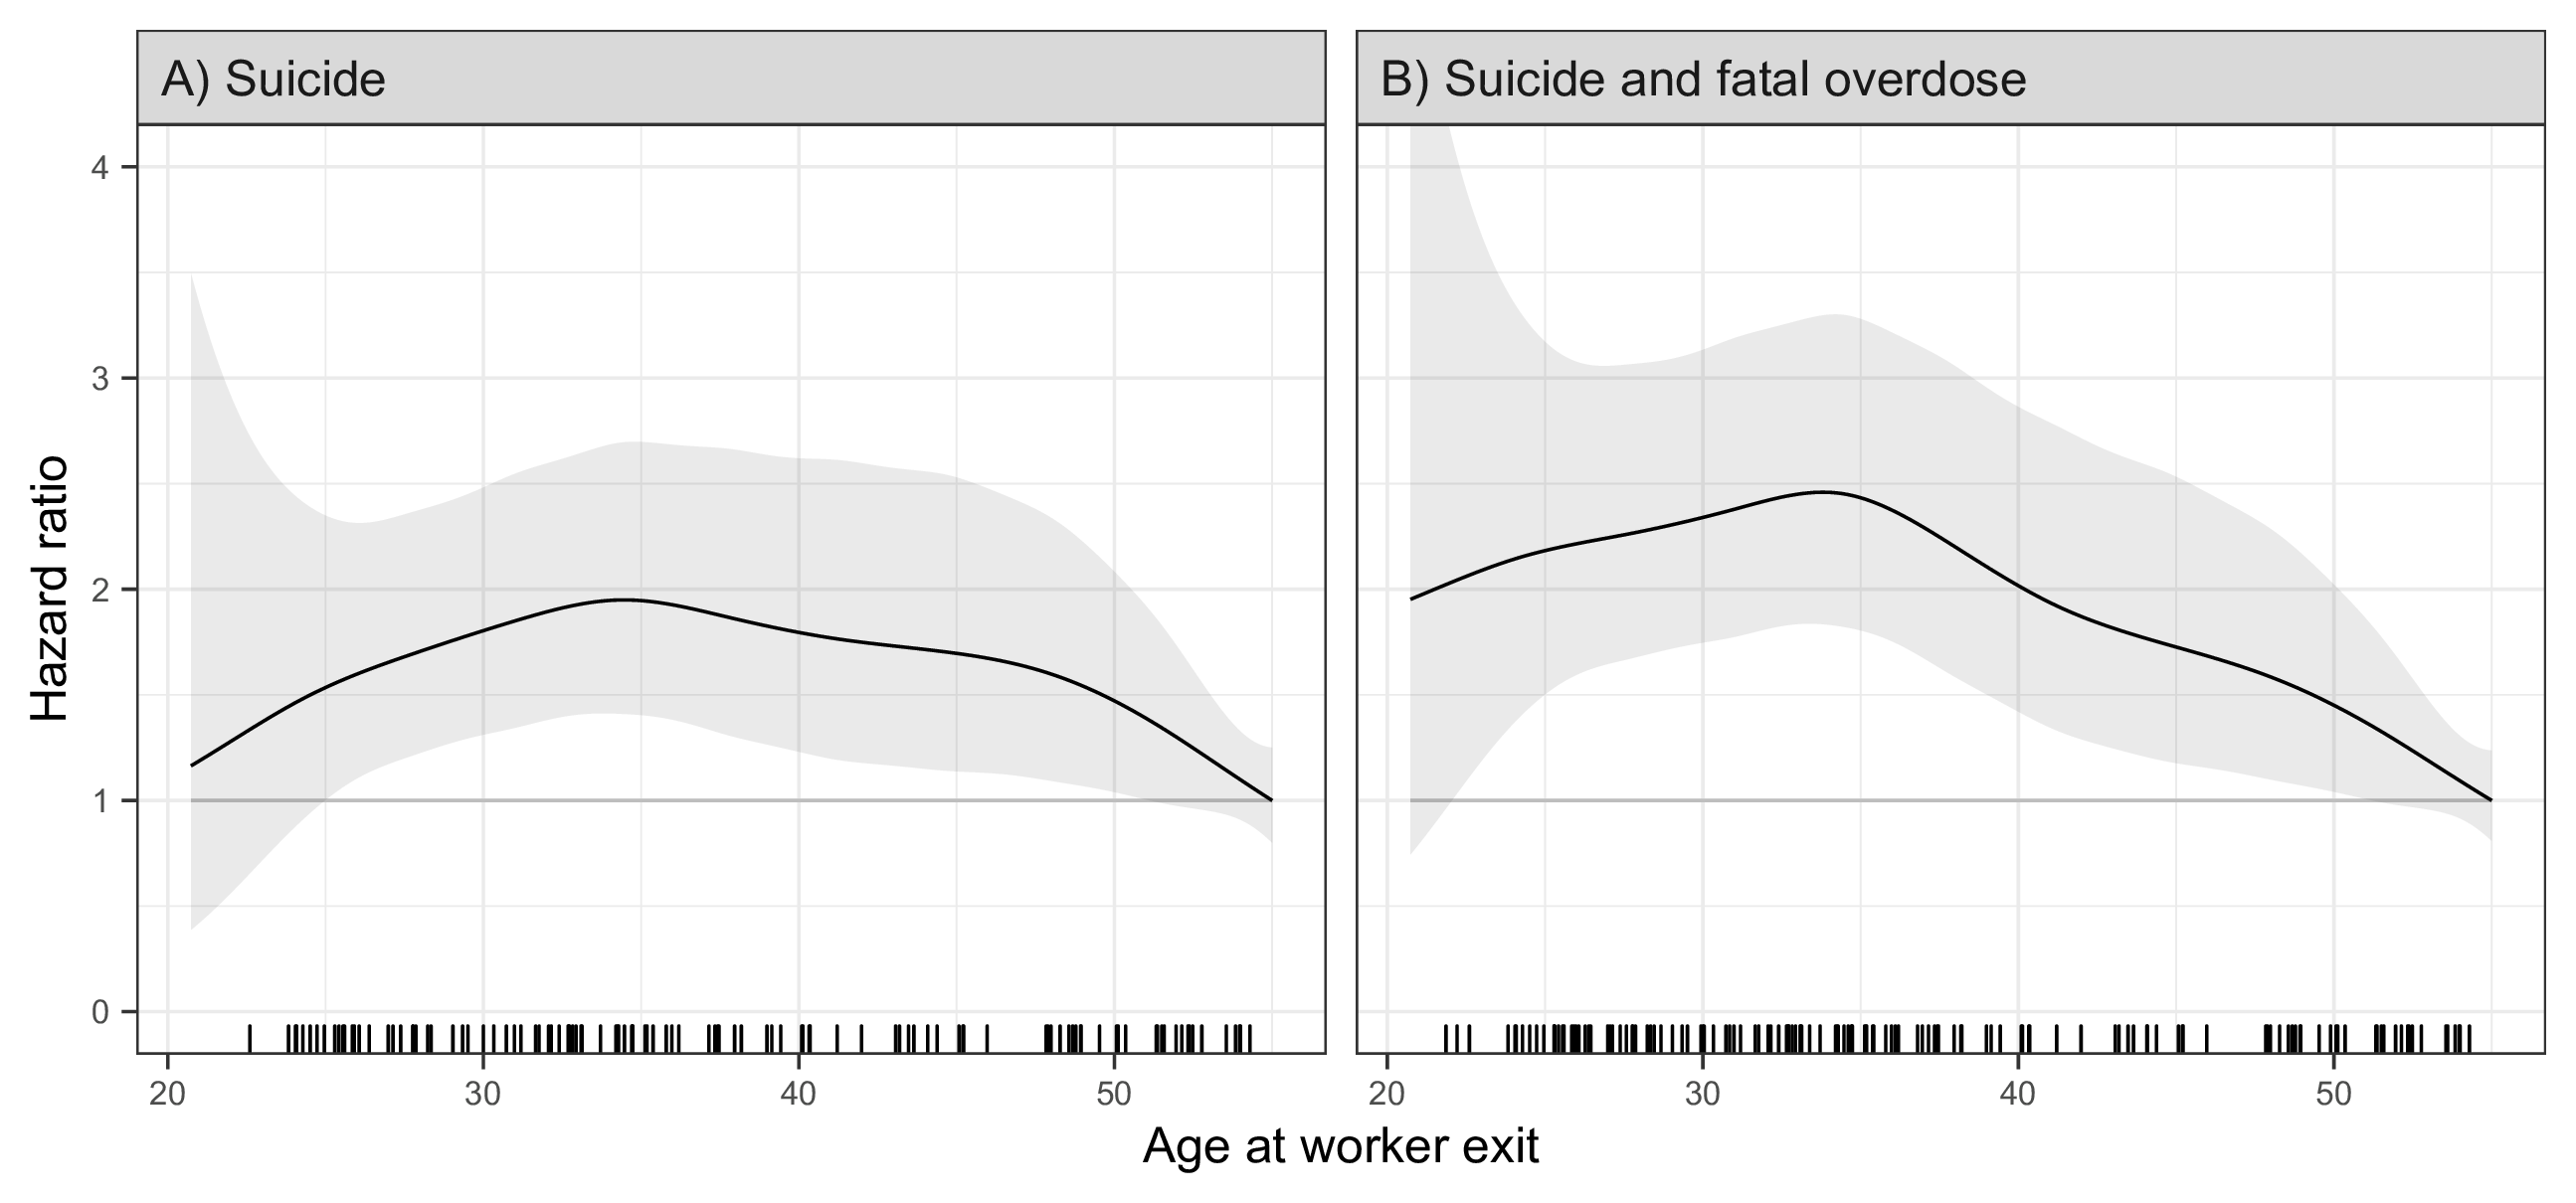 A) Suicide
B) Suicide and fatal overdose
Hazard ratio
4
3
2
1
0
20 30 40 50
20 30 40 50
Age at worker exit